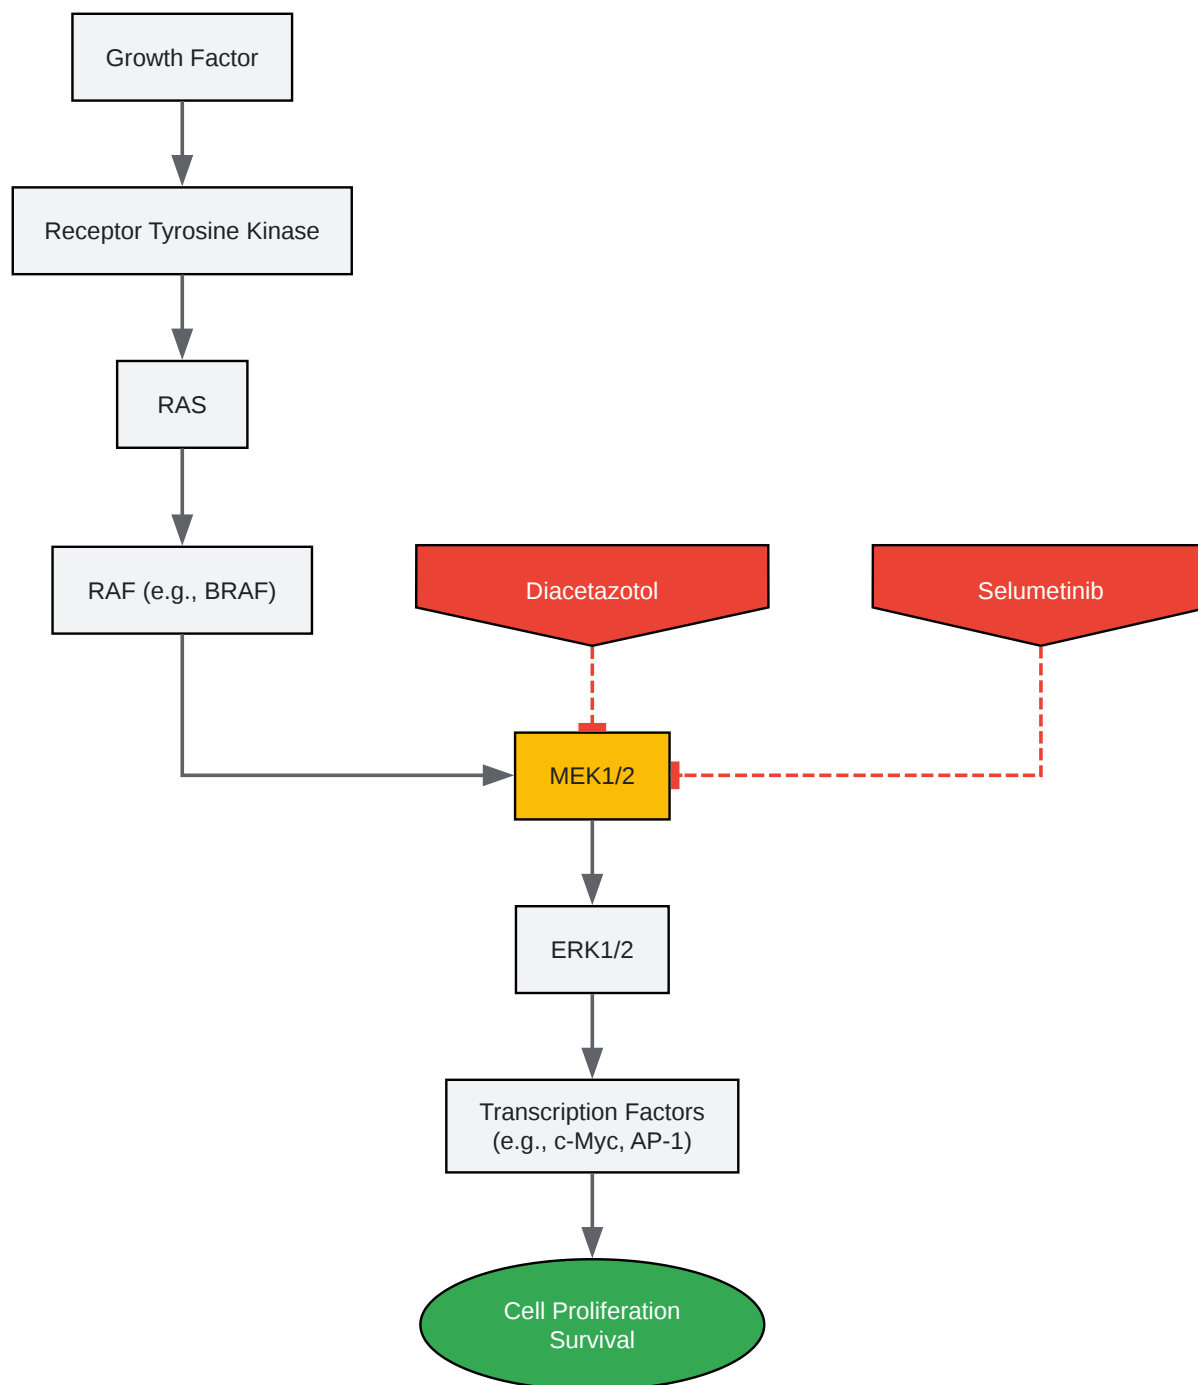 Growth Factor
Receptor Tyrosine Kinase
RAS
RAF (e.g., BRAF)
Diacetazotol
Selumetinib
MEK1/2
ERK1/2
Transcription Factors
(e.g., c-Myc, AP-1)
Cell Proliferation
Survival